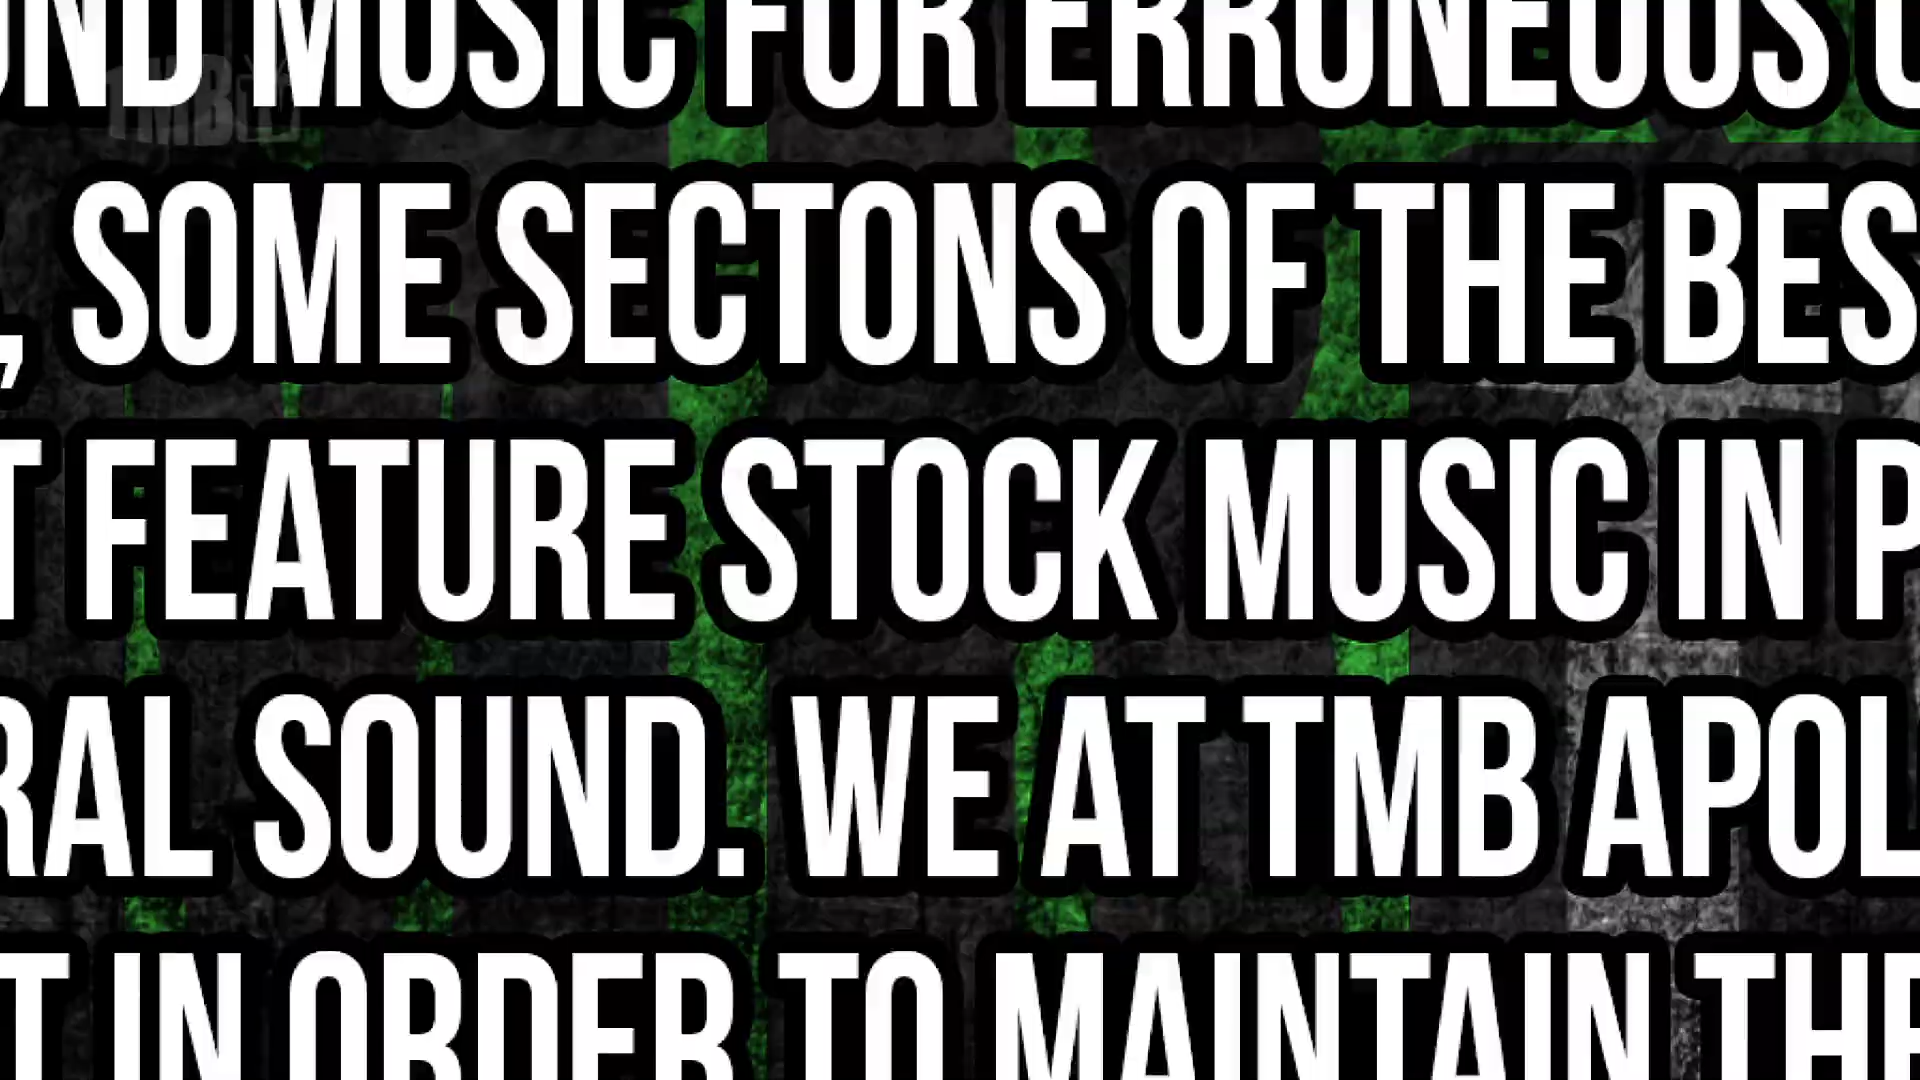 UND MUSIC FOR ERRONEOUS
, SOME SECTONS OF THE BES
T FEATURE STOCK MUSIC IN P
RAL SOUND. WE AT TMB APOL
T IN ORDER TO MAINTAIN THE